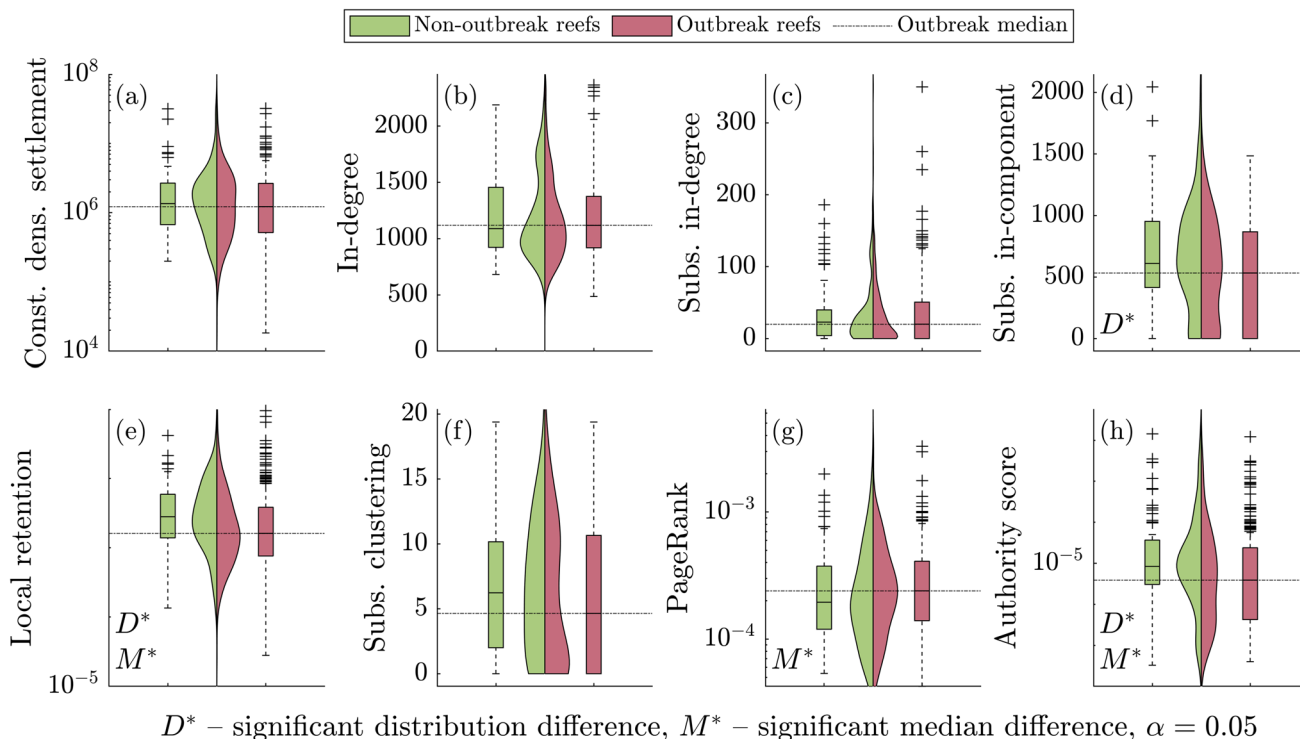 Non-outbreak reefs Outbreak reefs Outbreak median
(a)
Const. dens. settlement
10^8
10^6
10^4
(b)
In-degree
2000
1500
1000
500
0
(c)
Subs. in-degree
300
200
100
0
(d)
Subs. in-component
2000
1500
1000
500
0
D*
(e)
Local retention
10^-5
D*
M*
(f)
Subs. clustering
20
15
10
5
0
(g)
PageRank
10^-3
10^-4
M*
(h)
Authority score
10^-5
D*
M*
D* – significant distribution difference, M* – significant median difference, α = 0.05